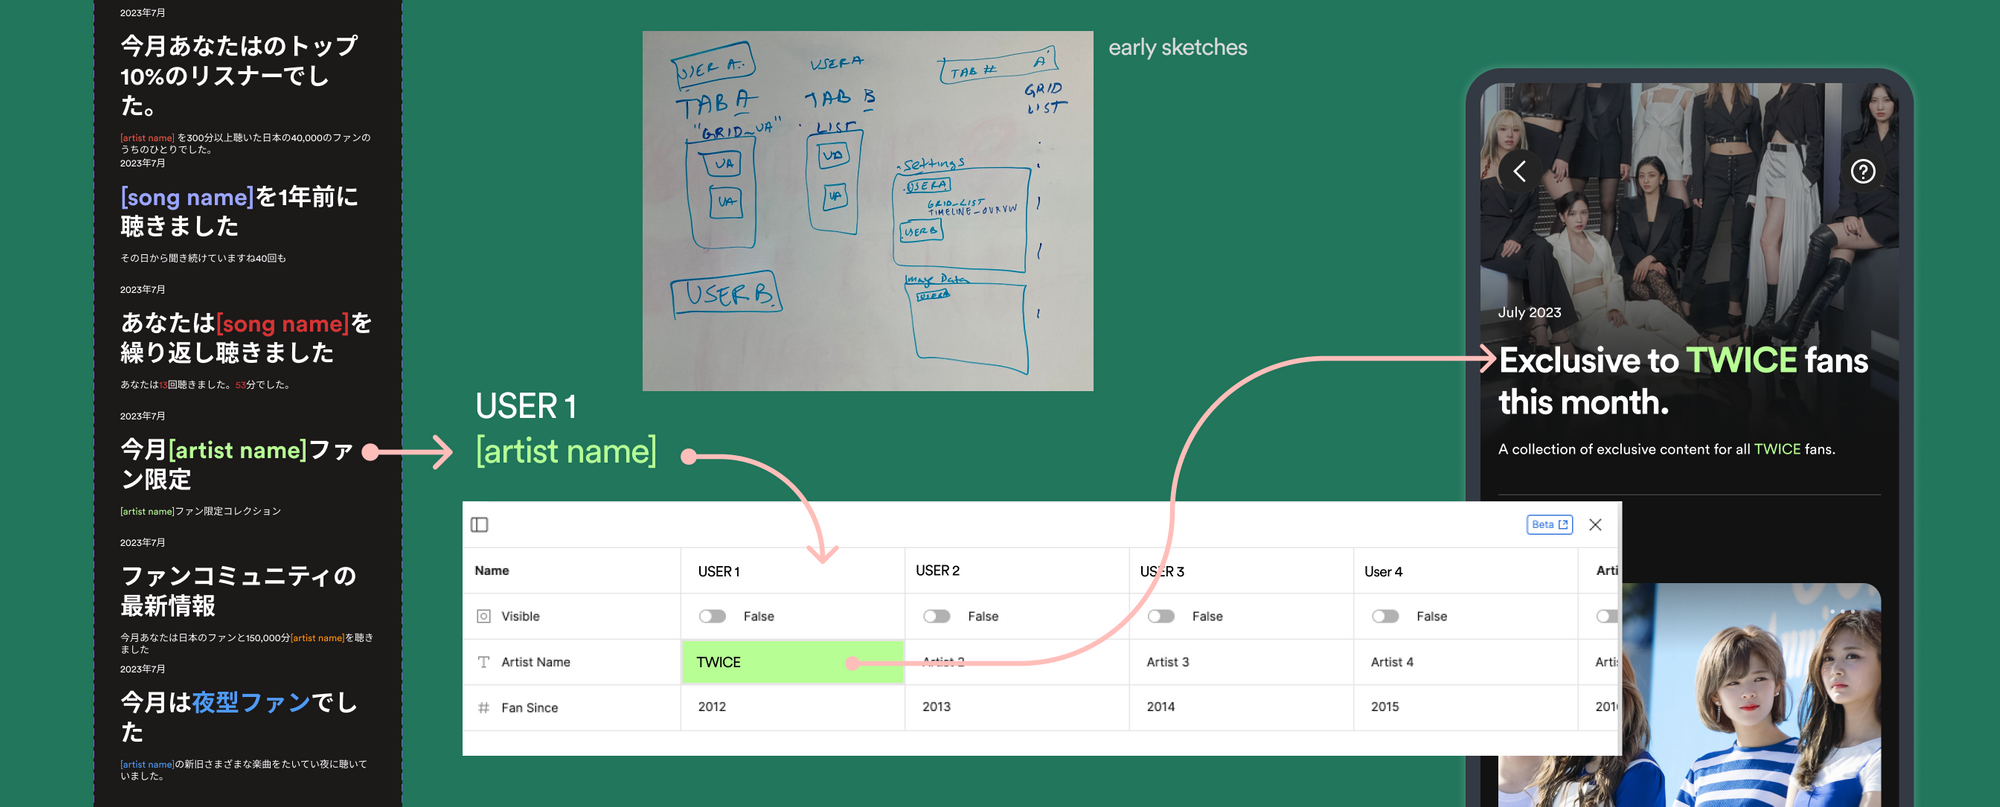 2023年7月
今月あなたはのトップ
10%のリスナーでし
た。
[artist name] を300分以上聴いた日本の40,000のファンの
うちのひとりでした。
2023年7月
[song name]を1年前に
聴きました
その日から聞き続けていますね40回も
2023年7月
あなたは[song name]を
繰り返し聴きました
あなたは13回聴きました。53分でした。
2023年7月
今月[artist name]ファ
ン限定
[artist name]ファン限定コレクション
2023年7月
ファンコミュニティの
最新情報
今月あなたは日本のファンと150,000分[artist name]を聴き
ました
2023年7月
今月は夜型ファンでし
た
[artist name]の新旧さまざまな楽曲をたいてい夜に聴いて
いました。
early sketches
USER A.
USER A
TAB # A
TAB A
TAB B
GRID
LIST
"GRID_VA"
LIST
VA
VA
VA
VA
Settings
USER A
GRID_LIST
TIMELINE_OVRVW
USER B
USER B.
Image Data
USER B
USER 1
[artist name]
Beta
Name USER 1 USER 2 USER 3 User 4 Arti
Visible False False False False
Artist Name TWICE Artist 2 Artist 3 Artist 4 Artis
Fan Since 2012 2013 2014 2015 201
July 2023
Exclusive to TWICE fans
this month.
A collection of exclusive content for all TWICE fans.